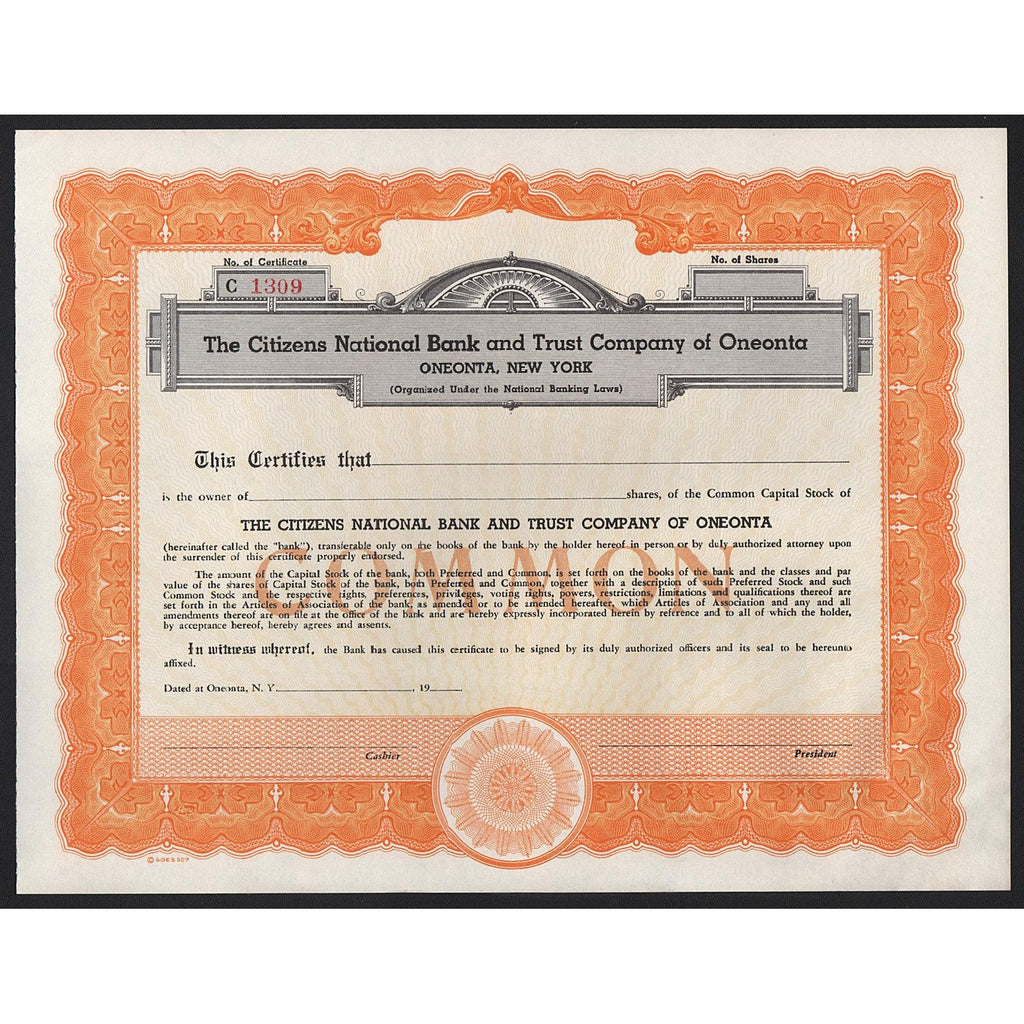 No. of Certificate
No. of Shares
C 1309
The Citizens National Bank and Trust Company of Oneonta
ONEONTA, NEW YORK
(Organized Under the National Banking Laws)
This Certifies that
is the owner of shares, of the Common Capital Stock of
THE CITIZENS NATIONAL BANK AND TRUST COMPANY OF ONEONTA
(hereinafter called the "bank"), transferable only on the books of the bank by the holder hereof in person or by duly authorized attorney upon
the surrender of this certificate properly endorsed.
COMMON
The amount of the Capital Stock of the bank, both Preferred and Common, is set forth on the books of the bank and the classes and par
value of the shares of Capital Stock of the bank, both Preferred and Common, together with a description of said Preferred Stock and such
Common Stock and the respective rights, preferences, privileges, voting rights, powers, restrictions, limitations and qualifications thereof are
set forth in the Articles of Association of the bank, as amended or to be amended hereafter, which Articles of Association and any and all
amendments thereof are on file at the office of the bank and are hereby expressly incorporated herein by reference and to all of which the holder,
by acceptance hereof, hereby agrees and assents.
In witness whereof, the Bank has caused this certificate to be signed by its duly authorized officers and its seal to be hereunto
affixed.
Dated at Oneonta, N. Y. , 19
Cashier
President
© GOES 507